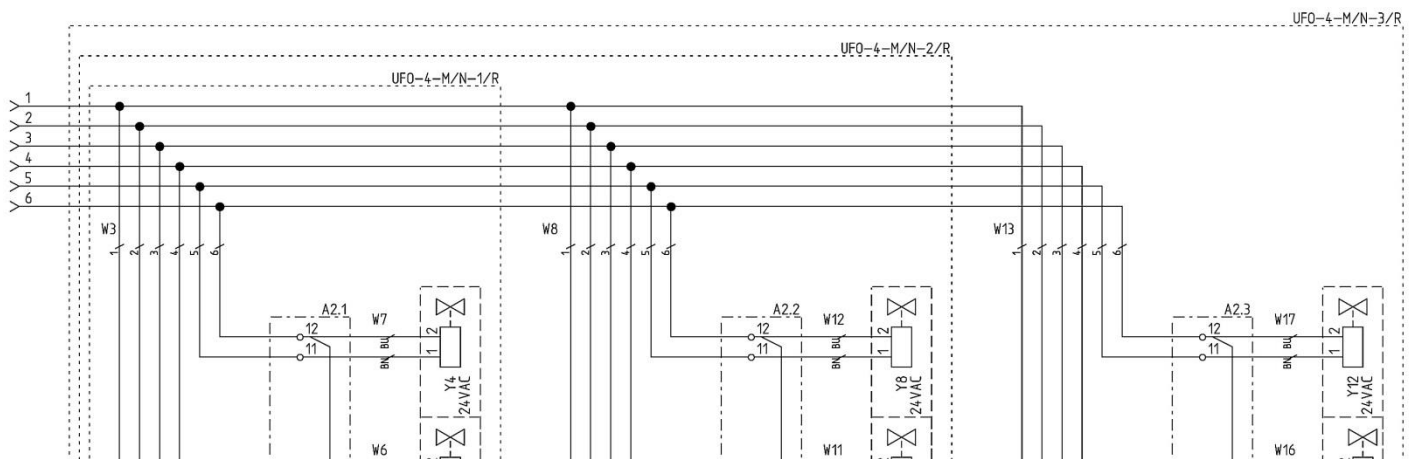 UFO-4-M/N-3/R
UFO-4-M/N-2/R
UFO-4-M/N-1/R
1
2
3
4
5
6
W3
1 2 3 4 5 6
W8
1 2 3 4 5 6
W13
1 2 3 4 5 6
A2.1
12
11
W7
BU
BN
2
1
Y4
24VAC
W6
A2.2
12
11
W12
BU
BN
2
1
Y8
24VAC
W11
A2.3
12
11
W17
BU
BN
2
1
Y12
24VAC
W16